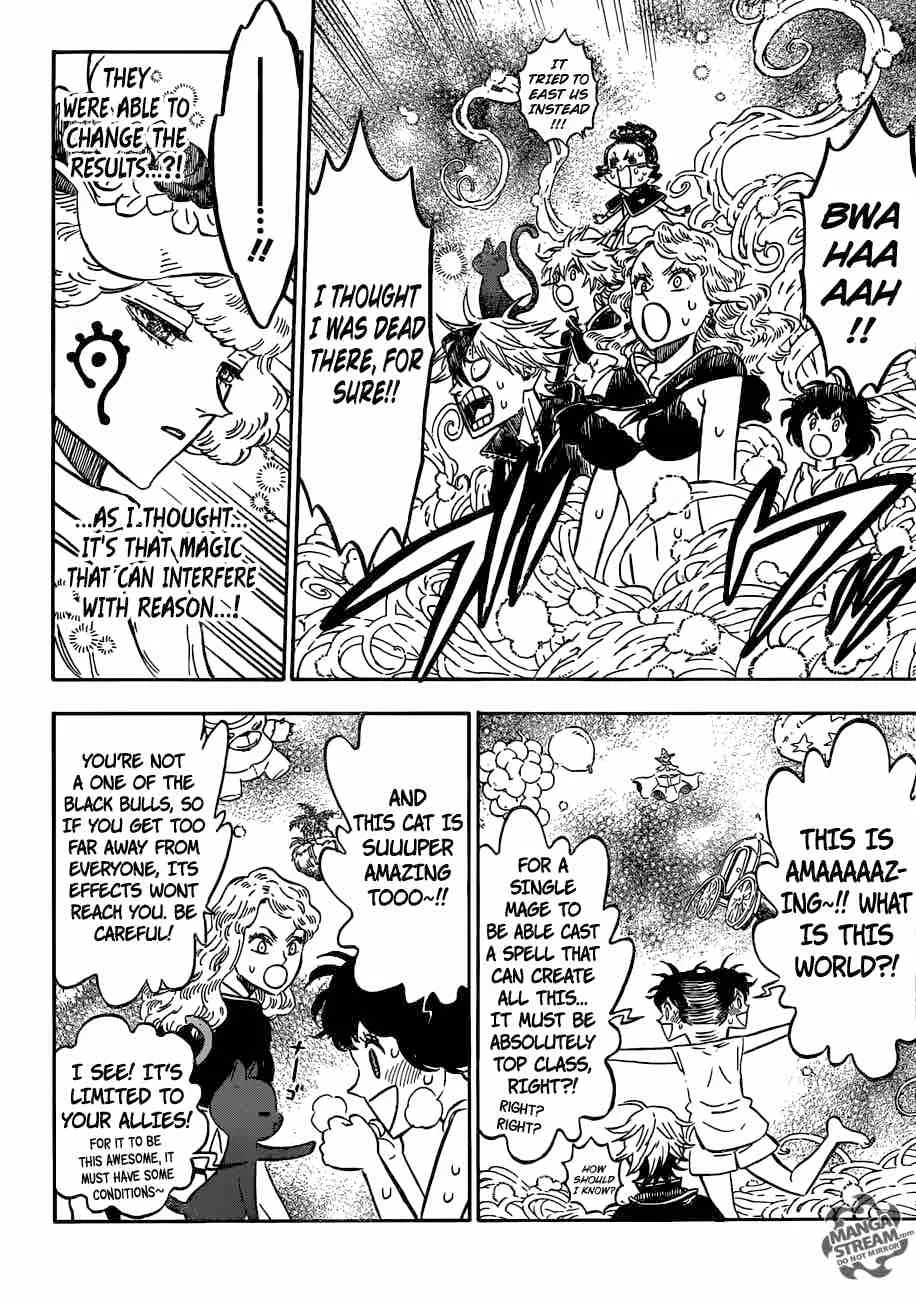 IT
TRIED TO
EAST US
INSTEAD
!!!
BWA
HAA
AAH
!!
I THOUGHT
I WAS DEAD
THERE, FOR
SURE!!
...!!
THEY
WERE ABLE TO
CHANGE THE
RESULTS...?!
...AS I THOUGHT...
IT'S THAT MAGIC
THAT CAN INTERFERE
WITH REASON...!
THIS IS
AMAAAAAZ-
ING~!! WHAT
IS THIS
WORLD?!
FOR A
SINGLE
MAGE TO
BE ABLE CAST
A SPELL THAT
CAN CREATE
ALL THIS...
IT MUST BE
ABSOLUTELY
TOP CLASS,
RIGHT?!
RIGHT?
RIGHT?
HOW
SHOULD
I KNOW?
AND
THIS CAT IS
SUUUPER
AMAZING
TOOO~!!
YOU'RE NOT
A ONE OF THE
BLACK BULLS, SO
IF YOU GET TOO
FAR AWAY FROM
EVERYONE, ITS
EFFECTS WONT
REACH YOU. BE
CAREFUL!
I SEE! IT'S
LIMITED TO
YOUR ALLIES!
FOR IT TO BE
THIS AWESOME, IT
MUST HAVE SOME
CONDITIONS~
MANGA
STREAM.com
DO NOT MIRROR